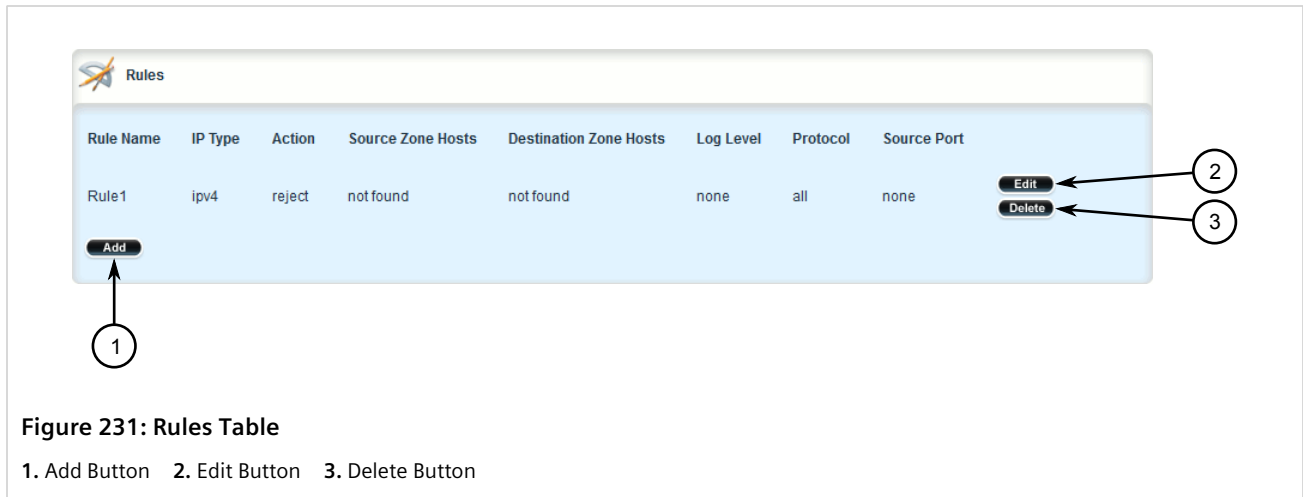 Rules
Rule Name IP Type Action Source Zone Hosts Destination Zone Hosts Log Level Protocol Source Port
Rule1 ipv4 reject not found not found none all none
Edit
2
Delete
3
Add
1
Figure 231: Rules Table
1. Add Button 2. Edit Button 3. Delete Button